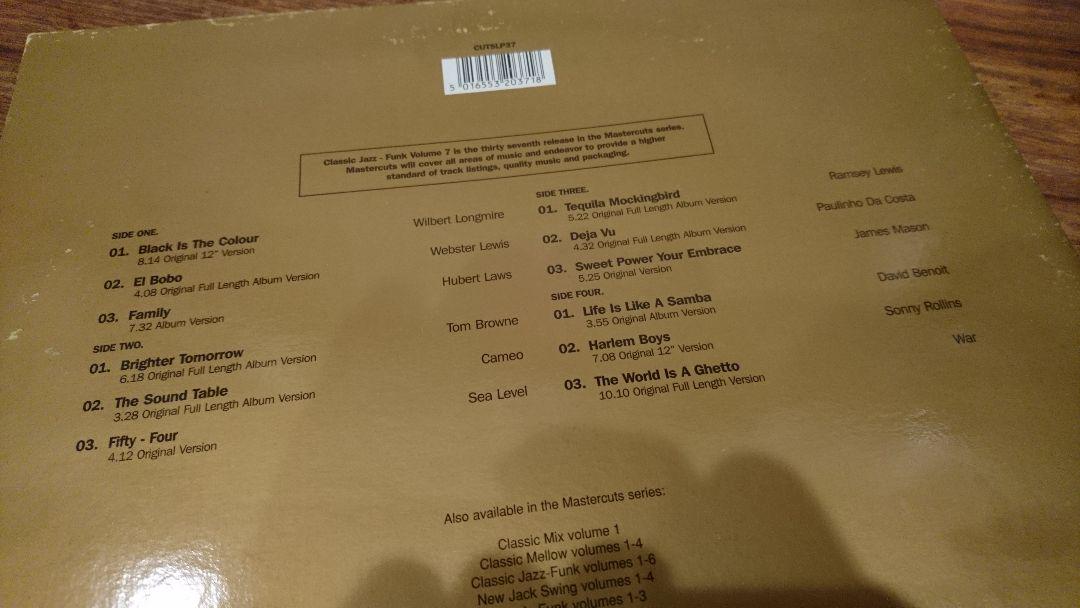 CUTSLP37
5 016553 203718
Classic Jazz - Funk Volume 7 is the thirty seventh release in the Mastercuts series.
Mastercuts will cover all areas of music and endeavor to provide a higher
standard of track listings, quality music and packaging.
SIDE ONE.
01. Black Is The Colour Wilbert Longmire
8.14 Original 12" Version
02. El Bobo Webster Lewis
4.08 Original Full Length Album Version
03. Family Hubert Laws
7.32 Album Version
SIDE TWO.
01. Brighter Tomorrow Tom Browne
6.18 Original Full Length Album Version
02. The Sound Table Cameo
3.28 Original Full Length Album Version
03. Fifty - Four Sea Level
4.12 Original Version
SIDE THREE.
01. Tequila Mockingbird Ramsey Lewis
5.22 Original Full Length Album Version
02. Deja Vu Paulinho Da Costa
4.32 Original Full Length Album Version
03. Sweet Power Your Embrace James Mason
5.25 Original Version
SIDE FOUR.
01. Life Is Like A Samba David Benoit
3.55 Original Album Version
02. Harlem Boys Sonny Rollins
7.08 Original 12" Version
03. The World Is A Ghetto War
10.10 Original Full Length Version
Also available in the Mastercuts series:
Classic Mix volume 1
Classic Mellow volumes 1-4
Classic Jazz-Funk volumes 1-6
New Jack Swing volumes 1-4
Funk volumes 1-3